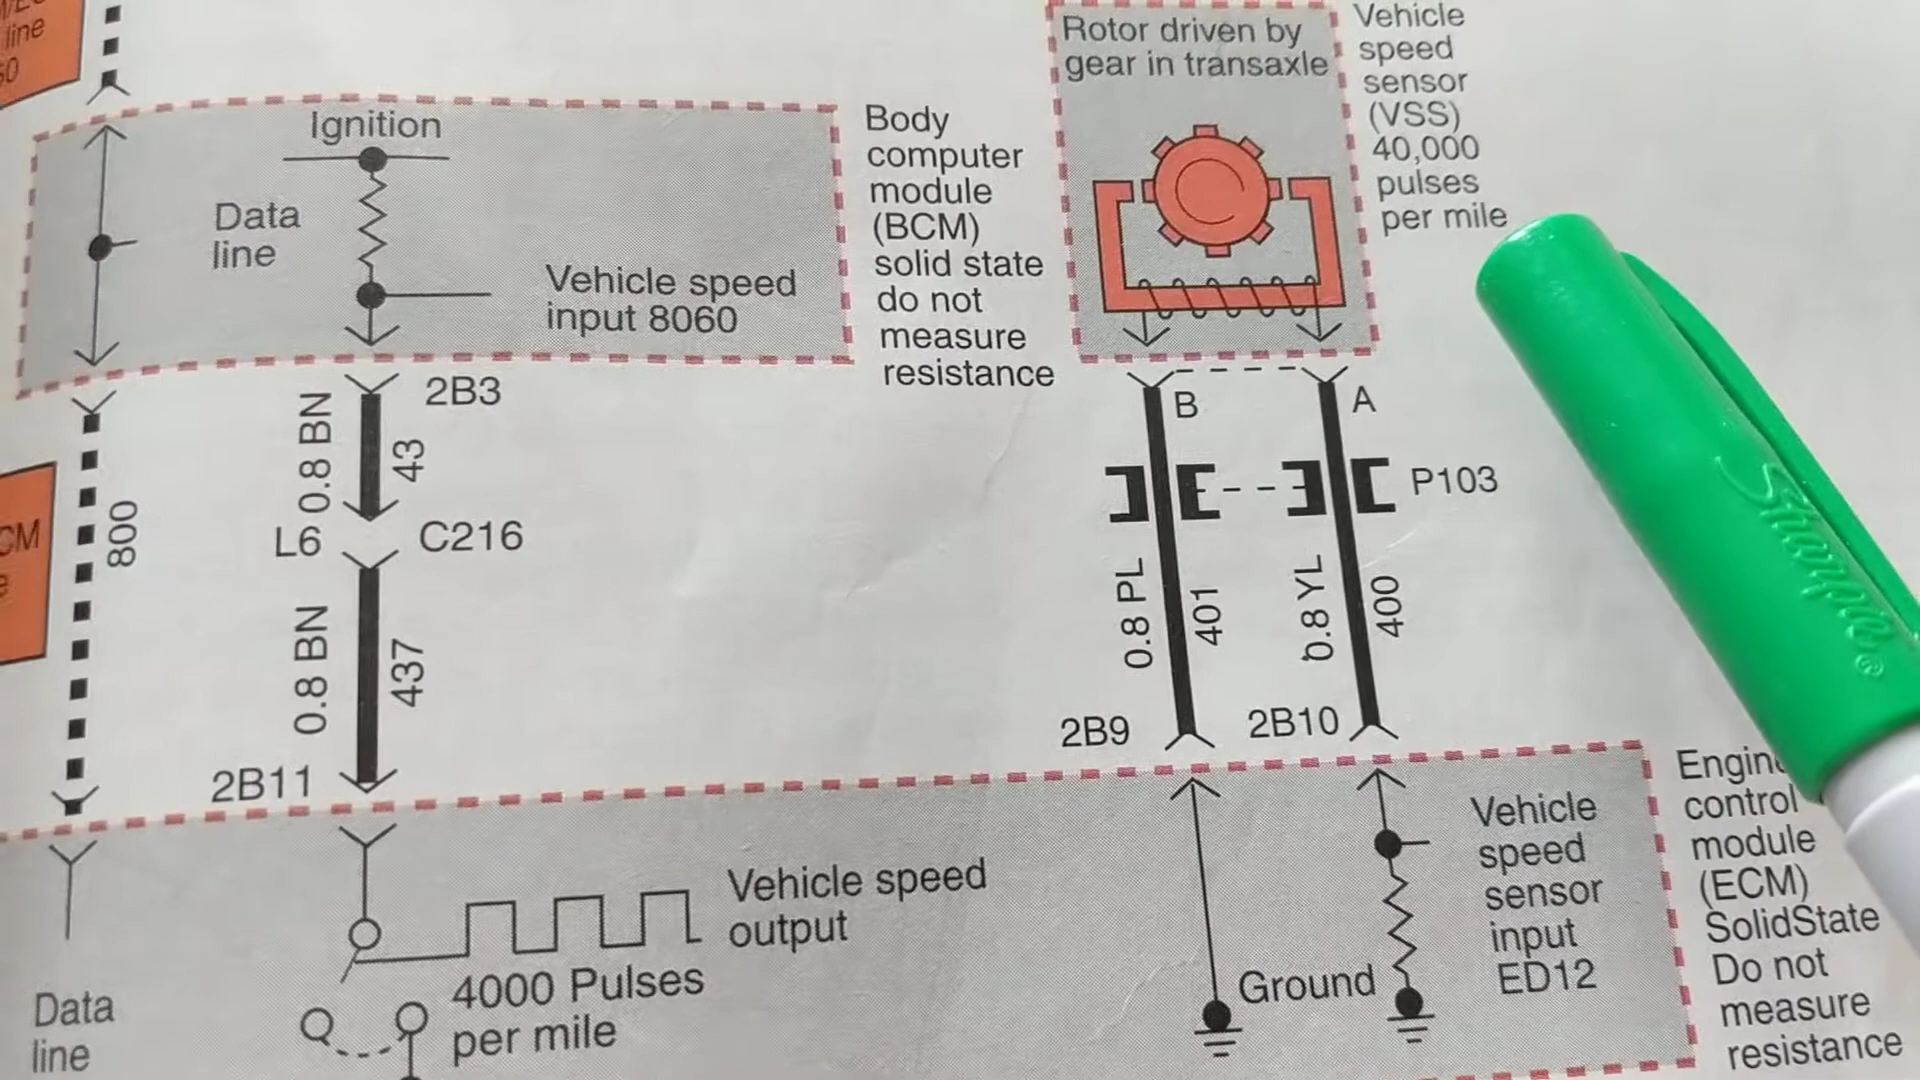 line
Ignition
Data
line
Vehicle speed
input 8060
Body
computer
module
(BCM)
solid state
do not
measure
resistance
Rotor driven by
gear in transaxle
Vehicle
speed
sensor
(VSS)
40,000
pulses
per mile
2B3
0.8 BN
43
L6
C216
0.8 BN
437
2B11
800
CM
B
A
P103
0.8 PL
401
0.8 YL
400
2B9
2B10
Sharpie®
Vehicle speed
output
4000 Pulses
per mile
Data
line
Ground
Vehicle
speed
sensor
input
ED12
Engine
control
module
(ECM)
SolidState
Do not
measure
resistance